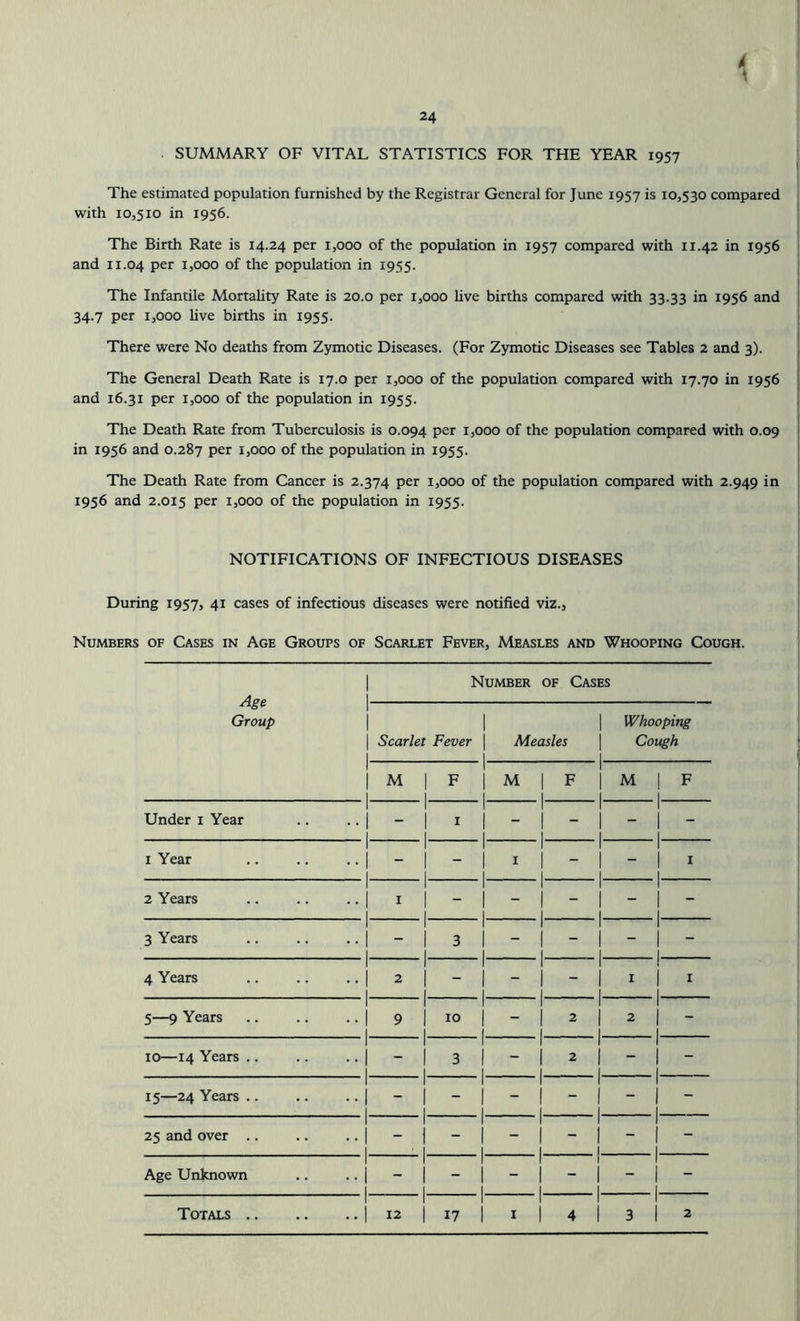 24
SUMMARY OF VITAL STATISTICS FOR THE YEAR 1957
The estimated population furnished by the Registrar General for June 1957 is 10,530 compared
with 10,510 in 1956.
The Birth Rate is 14.24 per 1,000 of the population in 1957 compared with 11.42 in 1956
and 11.04 per 1,000 of the population in 1955.
The Infantile Mortality Rate is 20.0 per 1,000 live births compared with 33.33 in 1956 and
34.7 per 1,000 live births in 1955.
There were No deaths from Zymotic Diseases. (For Zymotic Diseases see Tables 2 and 3).
The General Death Rate is 17.0 per 1,000 of the population compared with 17.70 in 1956
and 16.31 per 1,000 of the population in 1955.
The Death Rate from Tuberculosis is 0.094 per 1,000 of the population compared with 0.09
in 1956 and 0.287 per 1,000 of the population in 1955.
The Death Rate from Cancer is 2.374 per 1,000 of the population compared with 2.949 in
1956 and 2.015 per 1,000 of the population in 1955.
NOTIFICATIONS OF INFECTIOUS DISEASES
During 1957, 41 cases of infectious diseases were notified viz.,
NUMBERS OF CASES IN AGE GROUPS OF SCARLET FEVER, MEASLES AND WHOOPING COUGH.
Age Group | NUMBER OF CASES
Scarlet Fever | Measles | Whooping Cough
M | F | M | F | M | F
Under 1 Year .. .. | - | 1 | - | - | - | -
1 Year .. .. .. | - | - | 1 | - | - | 1
2 Years .. .. .. | 1 | - | - | - | - | -
3 Years .. .. .. | - | 3 | - | - | - | -
4 Years .. .. .. | 2 | - | - | - | 1 | 1
5—9 Years .. .. .. | 9 | 10 | - | 2 | 2 | -
10—14 Years .. .. .. | - | 3 | - | 2 | - | -
15—24 Years .. .. .. | - | - | - | - | - | -
25 and over .. .. .. | - | - | - | - | - | -
Age Unknown .. .. | - | - | - | - | - | -
TOTALS .. .. .. | 12 | 17 | 1 | 4 | 3 | 2